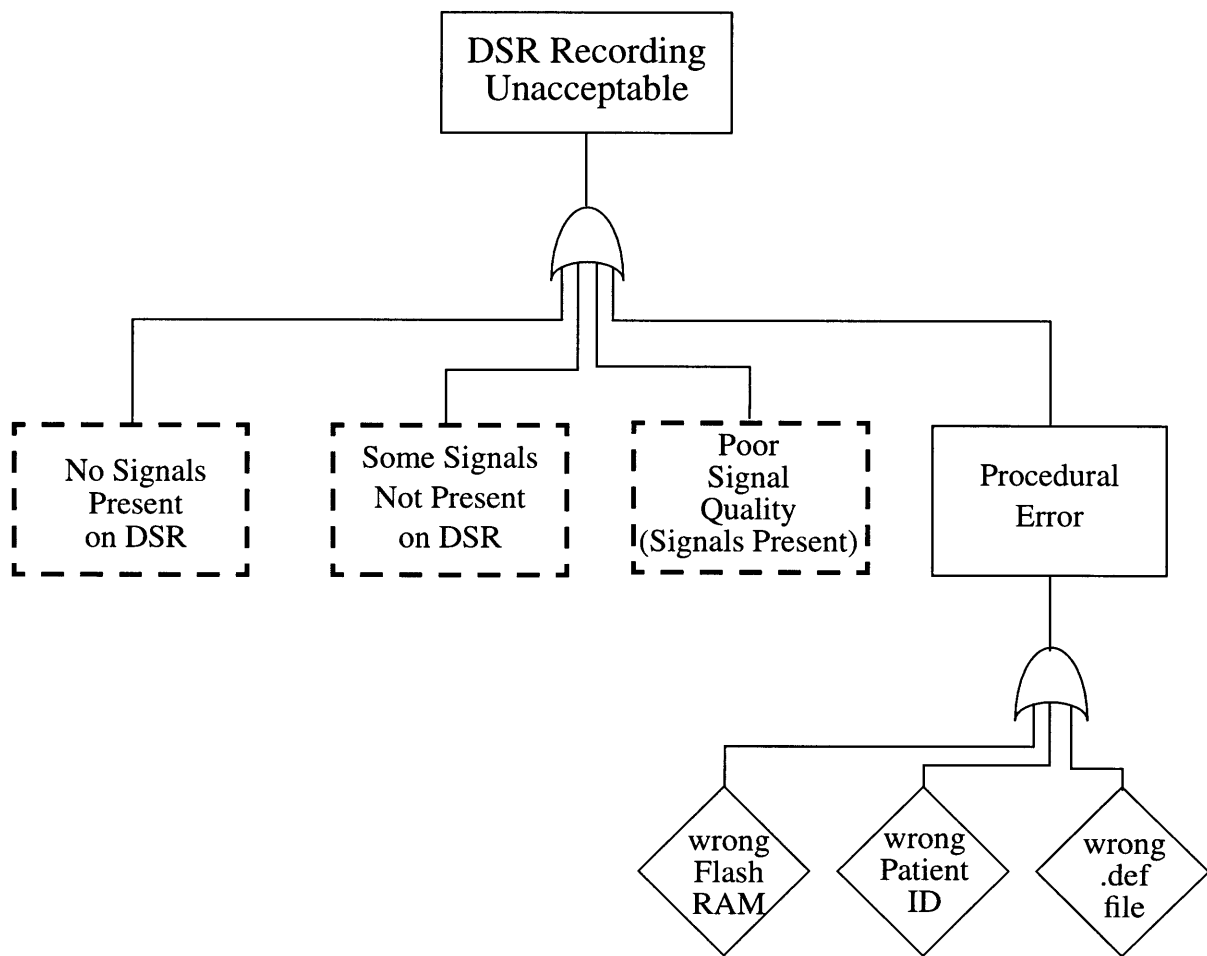 DSR Recording
Unacceptable
No Signals
Present
on DSR
Some Signals
Not Present
on DSR
Poor
Signal
Quality
(Signals Present)
Procedural
Error
wrong
Flash
RAM
wrong
Patient
ID
wrong
.def
file